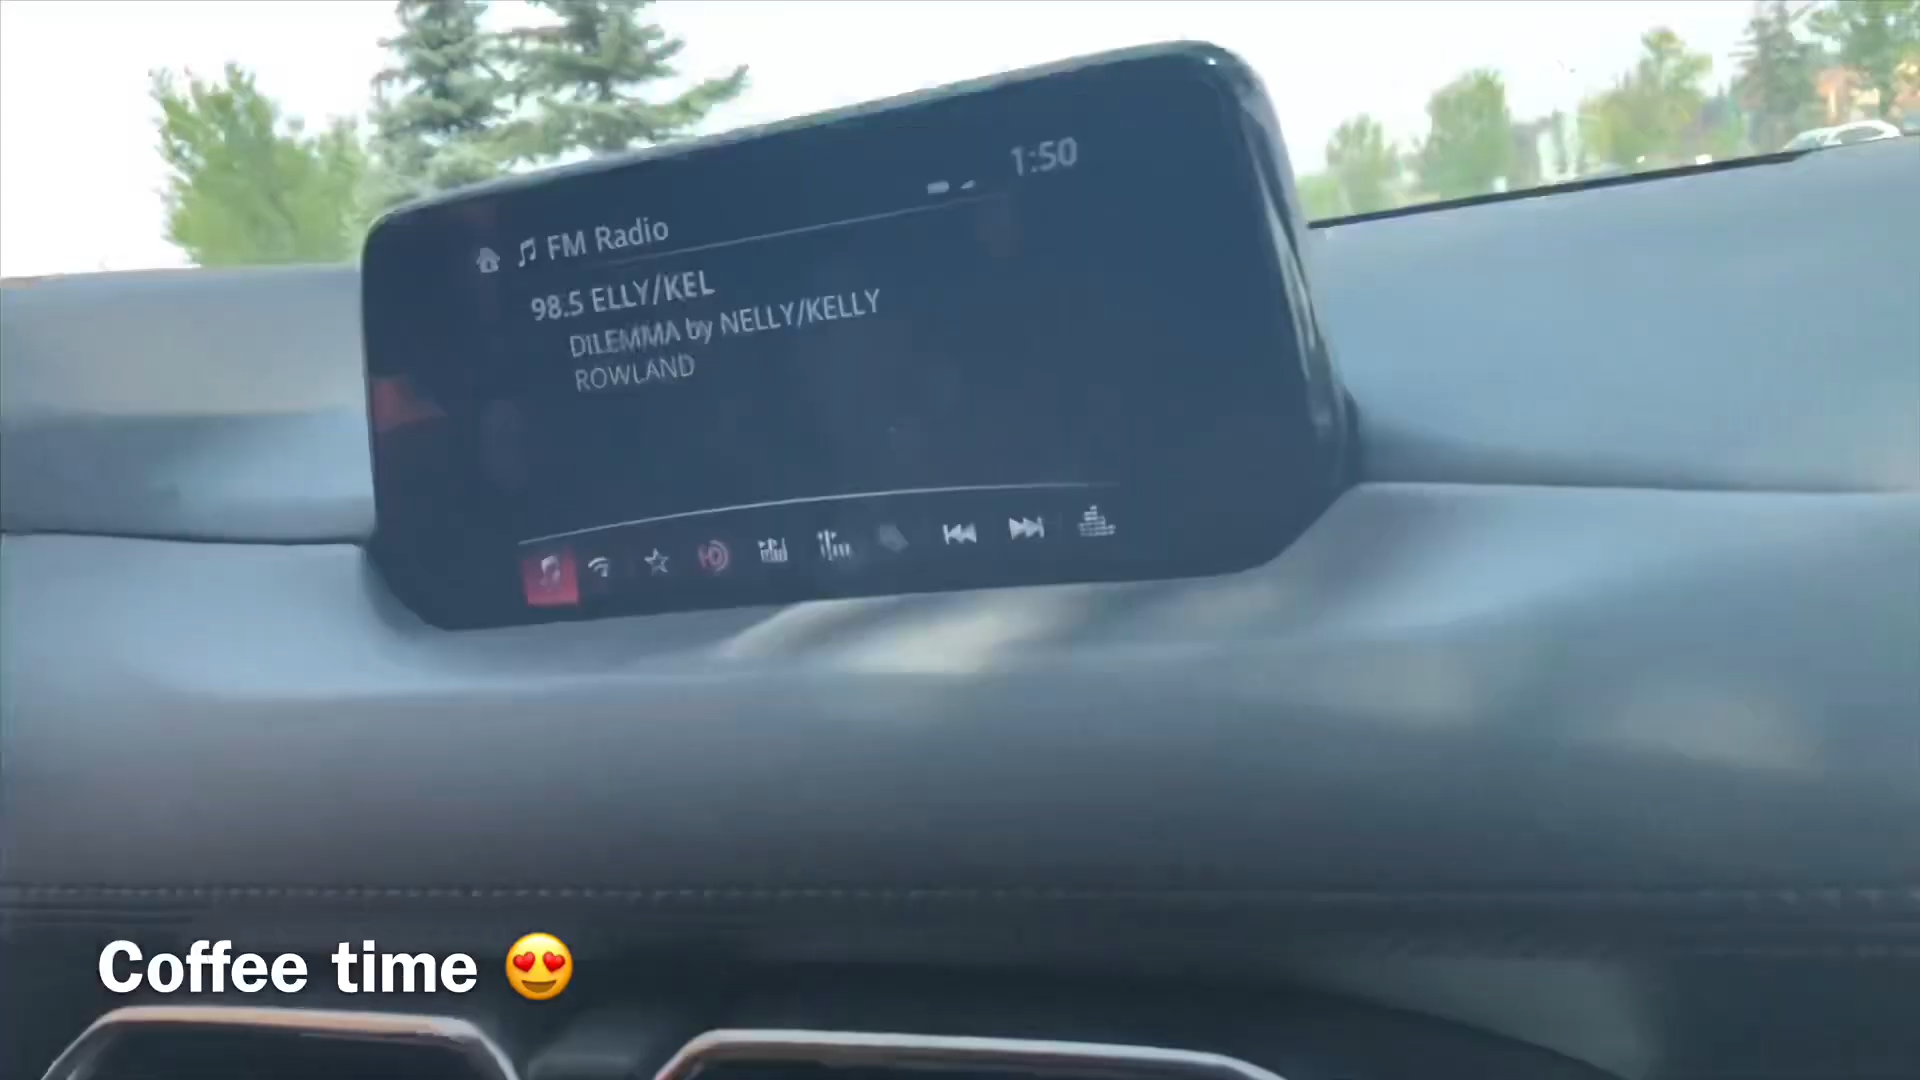 1:50
FM Radio
98.5 ELLY/KEL
DILEMMA by NELLY/KELLY
ROWLAND
Coffee time 😍